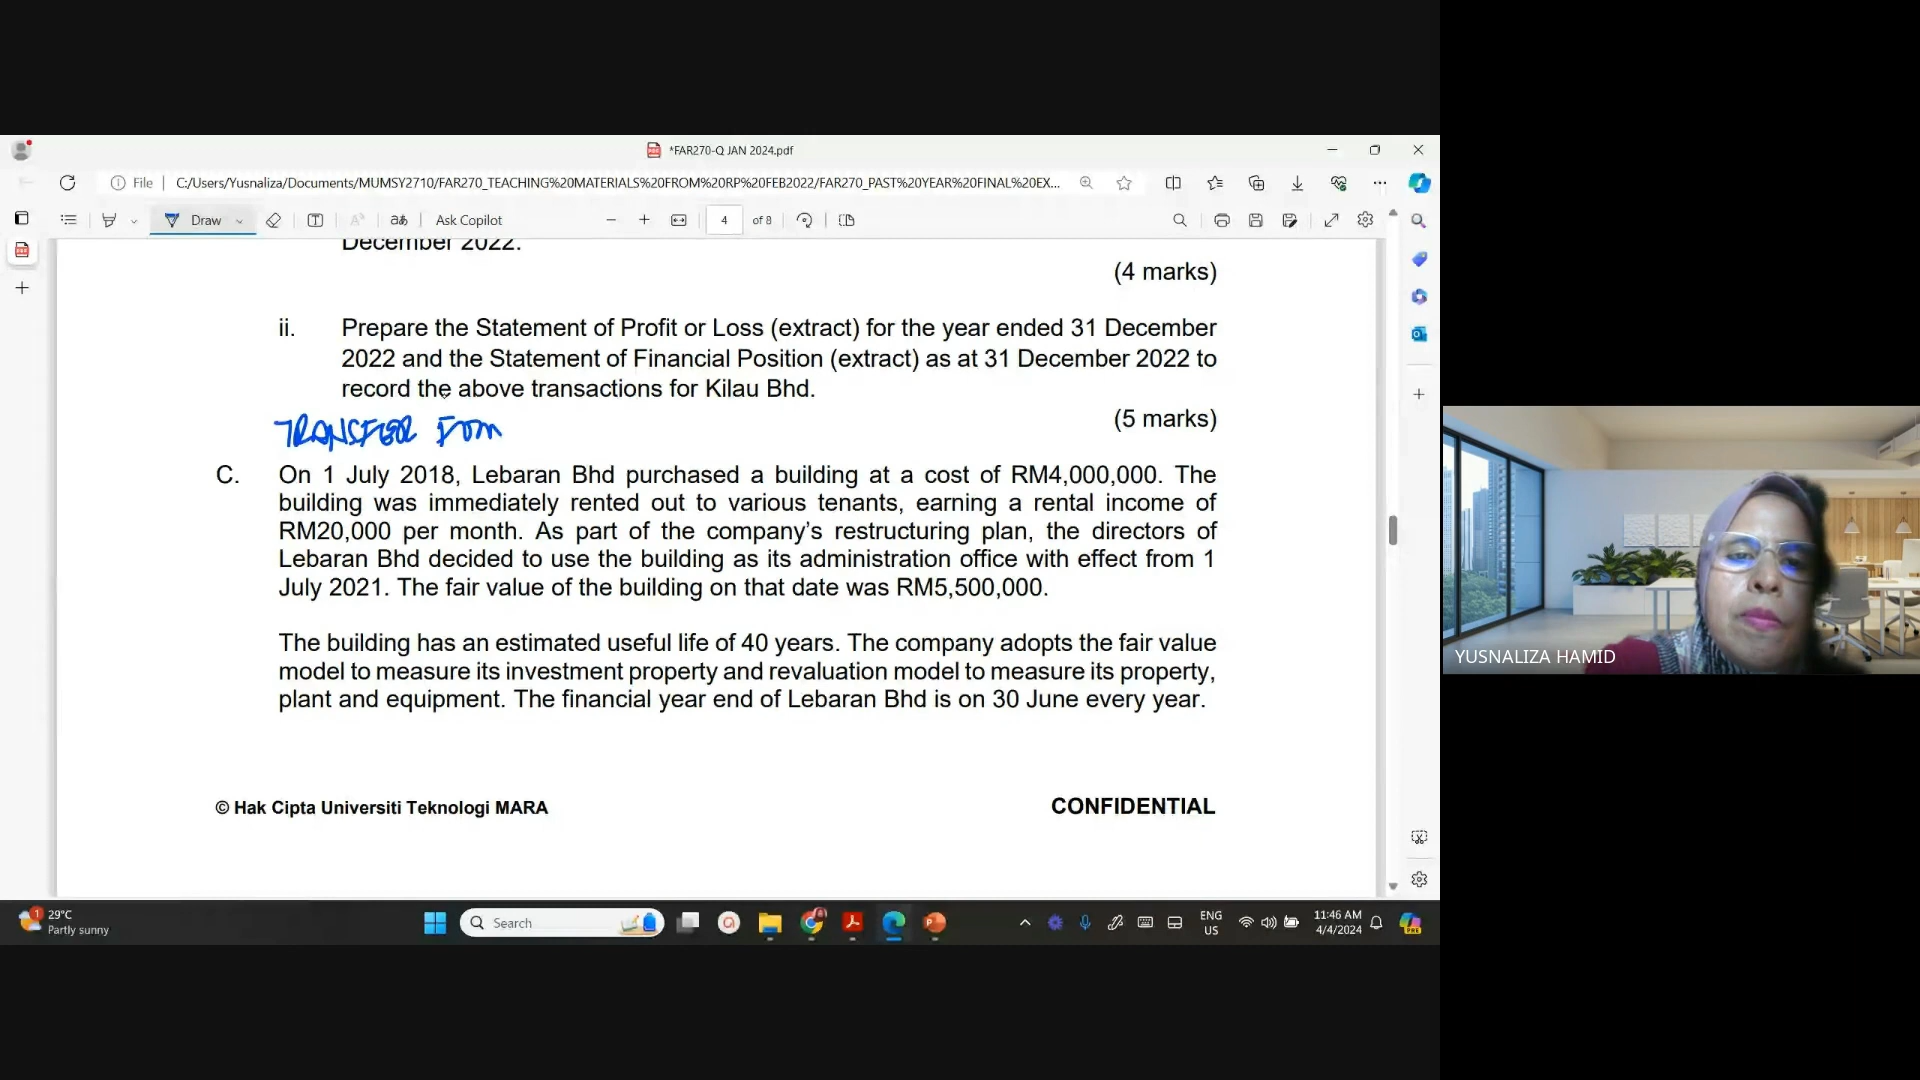 *FAR270-Q JAN 2024.pdf
File
C:/Users/Yusnaliza/Documents/MUMSY2710/FAR270_TEACHING%20MATERIALS%20FROM%20RP%20FEB2022/FAR270_PAST%20YEAR%20FINAL%20EX...
Draw
aあ
Ask Copilot
4
of 8
December 2022.
(4 marks)
ii. Prepare the Statement of Profit or Loss (extract) for the year ended 31 December
2022 and the Statement of Financial Position (extract) as at 31 December 2022 to
record the above transactions for Kilau Bhd.
(5 marks)
TRANSFER FOM
C. On 1 July 2018, Lebaran Bhd purchased a building at a cost of RM4,000,000. The
building was immediately rented out to various tenants, earning a rental income of
RM20,000 per month. As part of the company's restructuring plan, the directors of
Lebaran Bhd decided to use the building as its administration office with effect from 1
July 2021. The fair value of the building on that date was RM5,500,000.
The building has an estimated useful life of 40 years. The company adopts the fair value
model to measure its investment property and revaluation model to measure its property,
plant and equipment. The financial year end of Lebaran Bhd is on 30 June every year.
© Hak Cipta Universiti Teknologi MARA
CONFIDENTIAL
YUSNALIZA HAMID
1
29°C
Partly sunny
Search
ENG
US
11:46 AM
4/4/2024
PRE